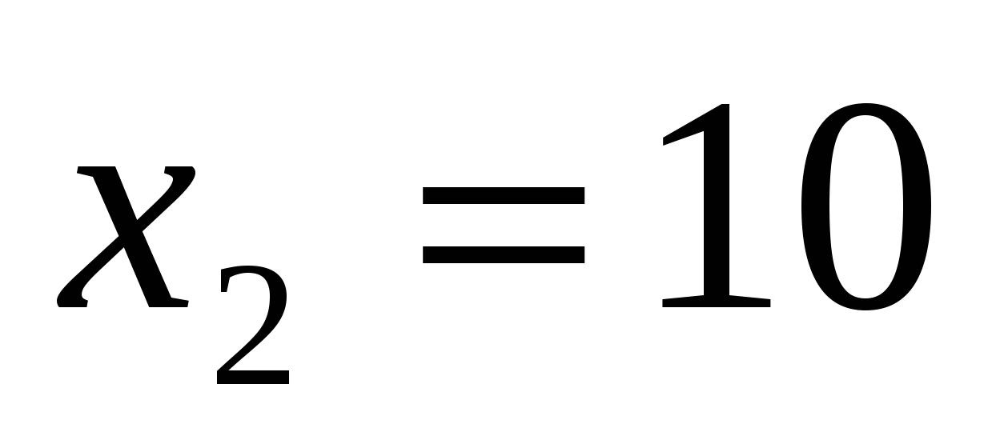 x₂ = 10